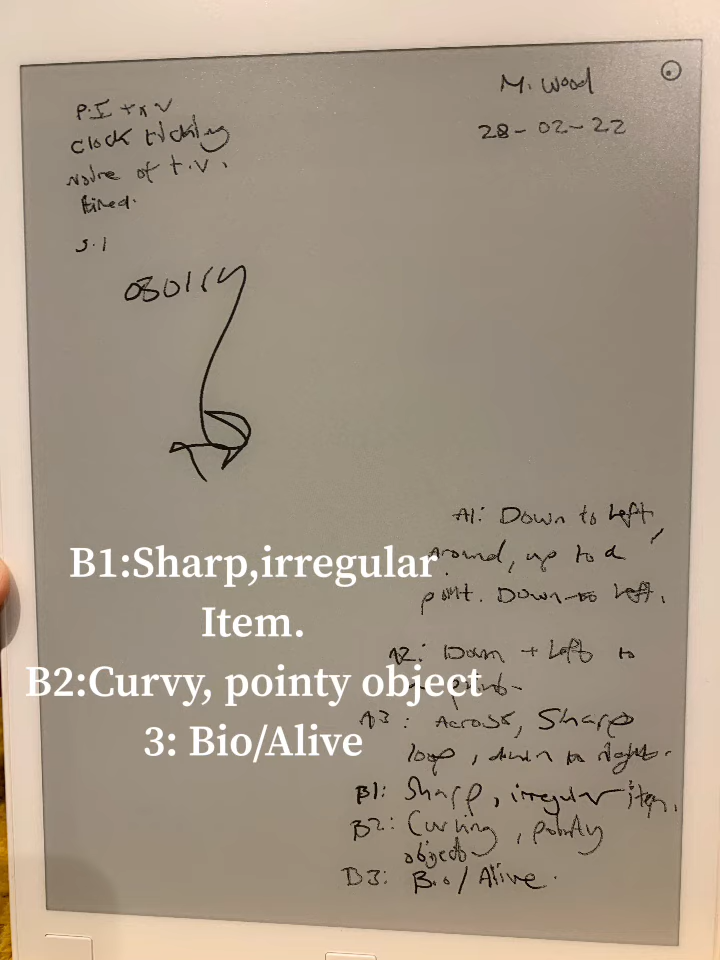 M. Wood
28-02-22
P.I
Clock ticking
Noise of t.V.
tired.
S.1
A1: Down to left,
around, up to a
point. Down to left.
A2: Down + left to
a point.
A3: Across, Sharp
loop, down to right.
B1: Sharp, irregular item.
B2: Curving, pointy
object
B3: Bio/Alive.
B1:Sharp,irregular
Item.
B2:Curvy, pointy object
3: Bio/Alive